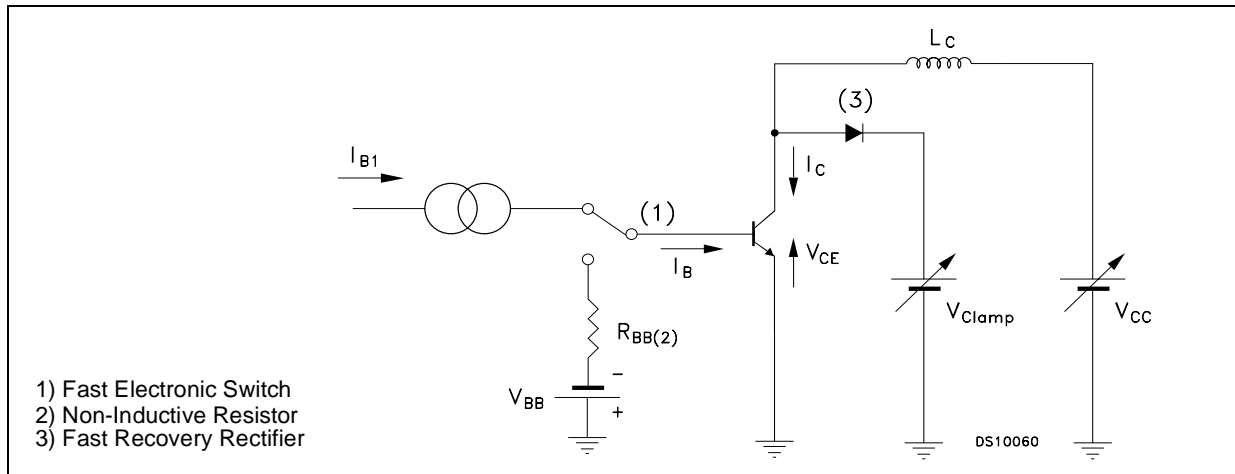 L_C
(3)
I_B1
I_C
(1)
I_B
V_CE
R_BB(2)
V_Clamp
V_CC
V_BB
-
+
1) Fast Electronic Switch
2) Non-Inductive Resistor
3) Fast Recovery Rectifier
DS10060